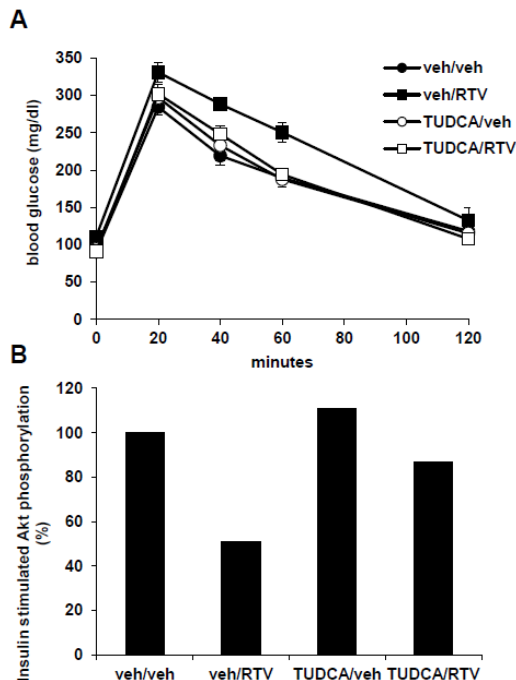 A
350
300
250
200
150
100
50
0
blood glucose (mg/dl)
veh/veh
veh/RTV
TUDCA/veh
TUDCA/RTV
0 20 40 60 80 100 120
minutes
B
120
100
80
60
40
20
0
Insulin stimulated Akt phosphorylation
(%)
veh/veh veh/RTV TUDCA/veh TUDCA/RTV